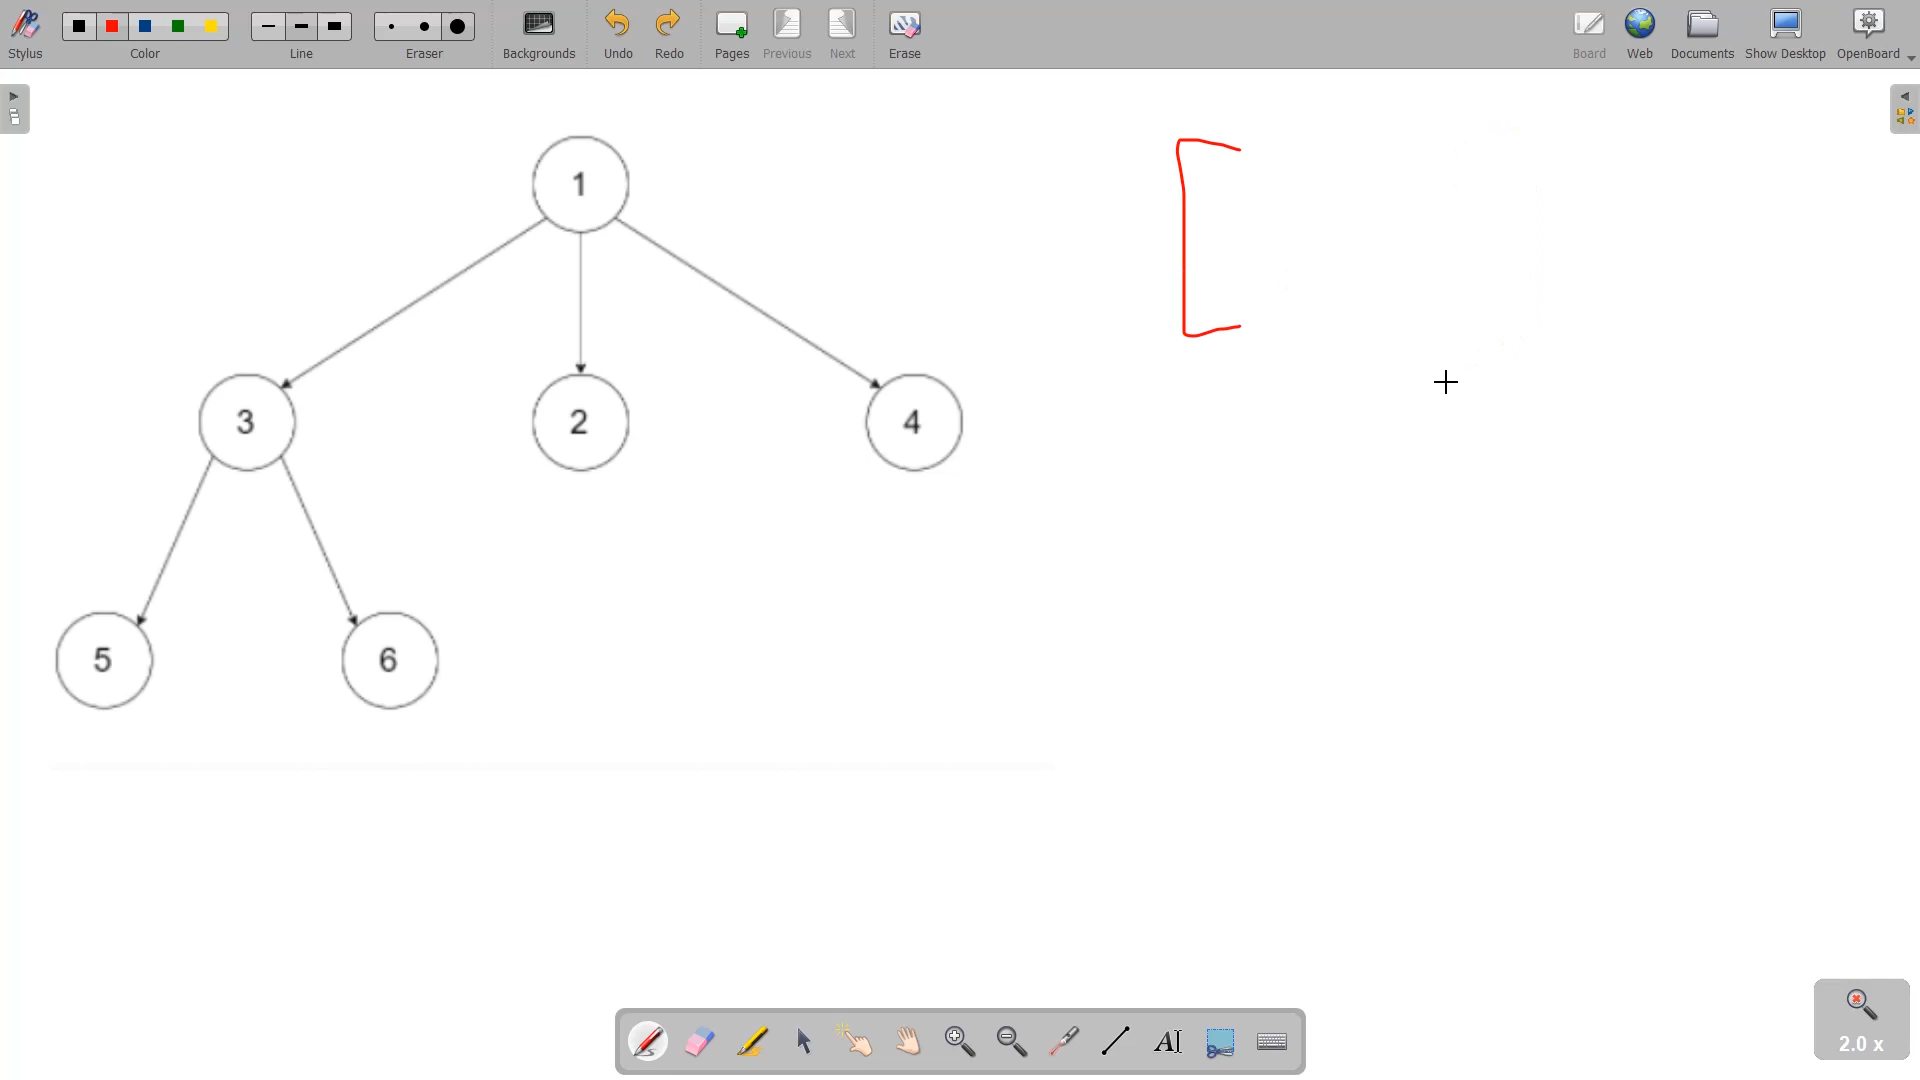 Stylus Color Line Eraser Backgrounds Undo Redo Pages Previous Next Erase Board Web Documents Show Desktop OpenBoard
1
3 2 4
5 6
[
AI
2.0 x